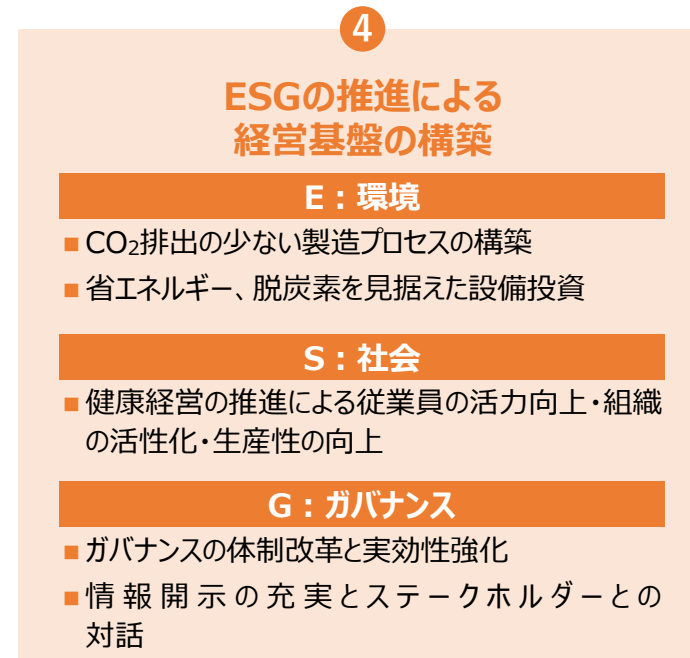 4
ESGの推進による
経営基盤の構築
E：環境
■CO₂排出の少ない製造プロセスの構築
■省エネルギー、脱炭素を見据えた設備投資
S：社会
■健康経営の推進による従業員の活力向上・組織
の活性化・生産性の向上
G：ガバナンス
■ガバナンスの体制改革と実効性強化
■情報開示の充実とステークホルダーとの
対話